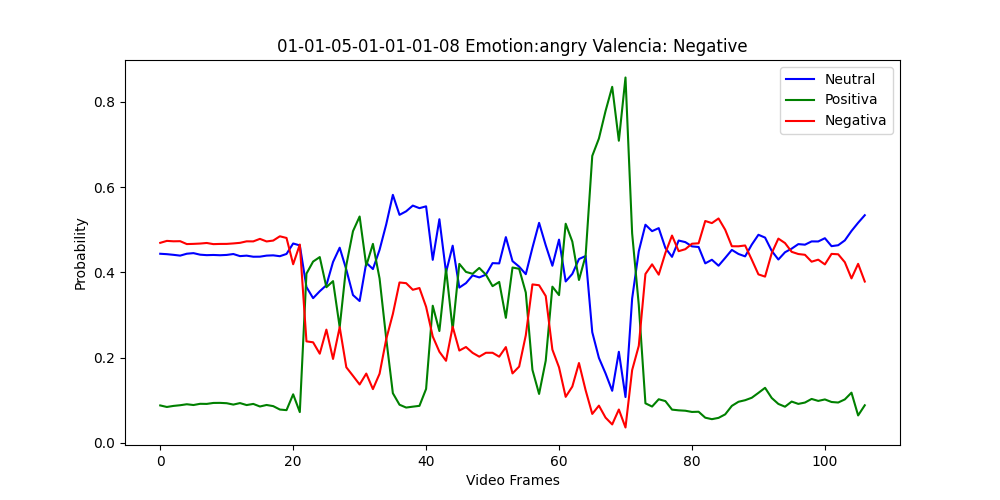 01-01-05-01-01-01-08 Emotion:angry Valencia: Negative
Neutral
Positiva
Negativa
Probability
0.8
0.6
0.4
0.2
0.0
0 20 40 60 80 100
Video Frames